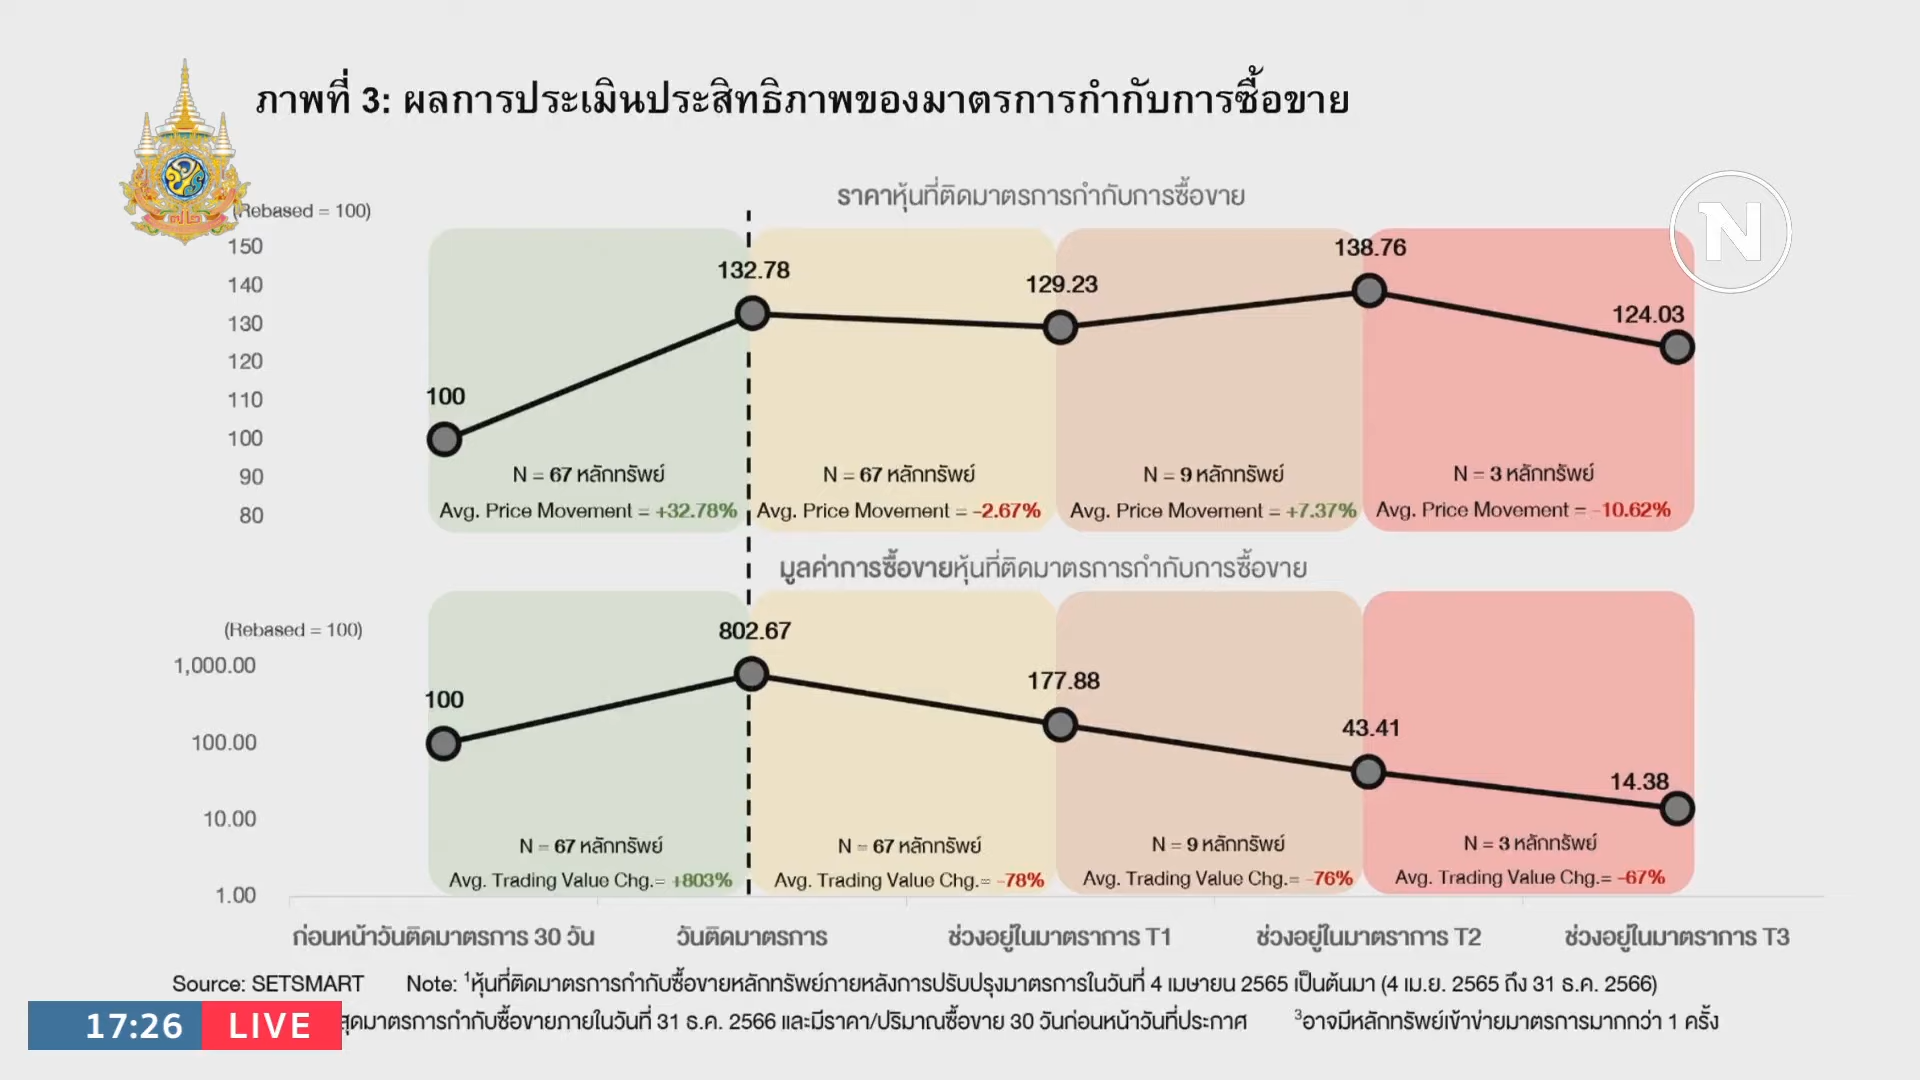 ภาพที่ 3: ผลการประเมินประสิทธิภาพของมาตรการกำกับการซื้อขาย
ราคาหุ้นที่ติดมาตรการกำกับการซื้อขาย
(Rebased = 100)
150
140
130
120
110
100
90
80
100
132.78
129.23
138.76
124.03
N = 67 หลักทรัพย์
Avg. Price Movement = +32.78%
N = 67 หลักทรัพย์
Avg. Price Movement = -2.67%
N = 9 หลักทรัพย์
Avg. Price Movement = +7.37%
N = 3 หลักทรัพย์
Avg. Price Movement = -10.62%
มูลค่าการซื้อขายหุ้นที่ติดมาตรการกำกับการซื้อขาย
(Rebased = 100)
1,000.00
100.00
10.00
1.00
100
802.67
177.88
43.41
14.38
N = 67 หลักทรัพย์
Avg. Trading Value Chg.= +803%
N = 67 หลักทรัพย์
Avg. Trading Value Chg.= -78%
N = 9 หลักทรัพย์
Avg. Trading Value Chg.= -76%
N = 3 หลักทรัพย์
Avg. Trading Value Chg.= -67%
ก่อนหน้าวันติดมาตรการ 30 วัน
วันติดมาตรการ
ช่วงอยู่ในมาตราการ T1
ช่วงอยู่ในมาตราการ T2
ช่วงอยู่ในมาตราการ T3
Source: SETSMART Note: ¹หุ้นที่ติดมาตรการกำกับซื้อขายหลักทรัพย์ภายหลังการปรับปรุงมาตรการในวันที่ 4 เมษายน 2565 เป็นต้นมา (4 เม.ย. 2565 ถึง 31 ธ.ค. 2566)
สุดมาตรการกำกับซื้อขายภายในวันที่ 31 ธ.ค. 2566 และมีราคา/ปริมาณซื้อขาย 30 วันก่อนหน้าวันที่ประกาศ ³อาจมีหลักทรัพย์เข้าข่ายมาตรการมากกว่า 1 ครั้ง
17:26 LIVE
N